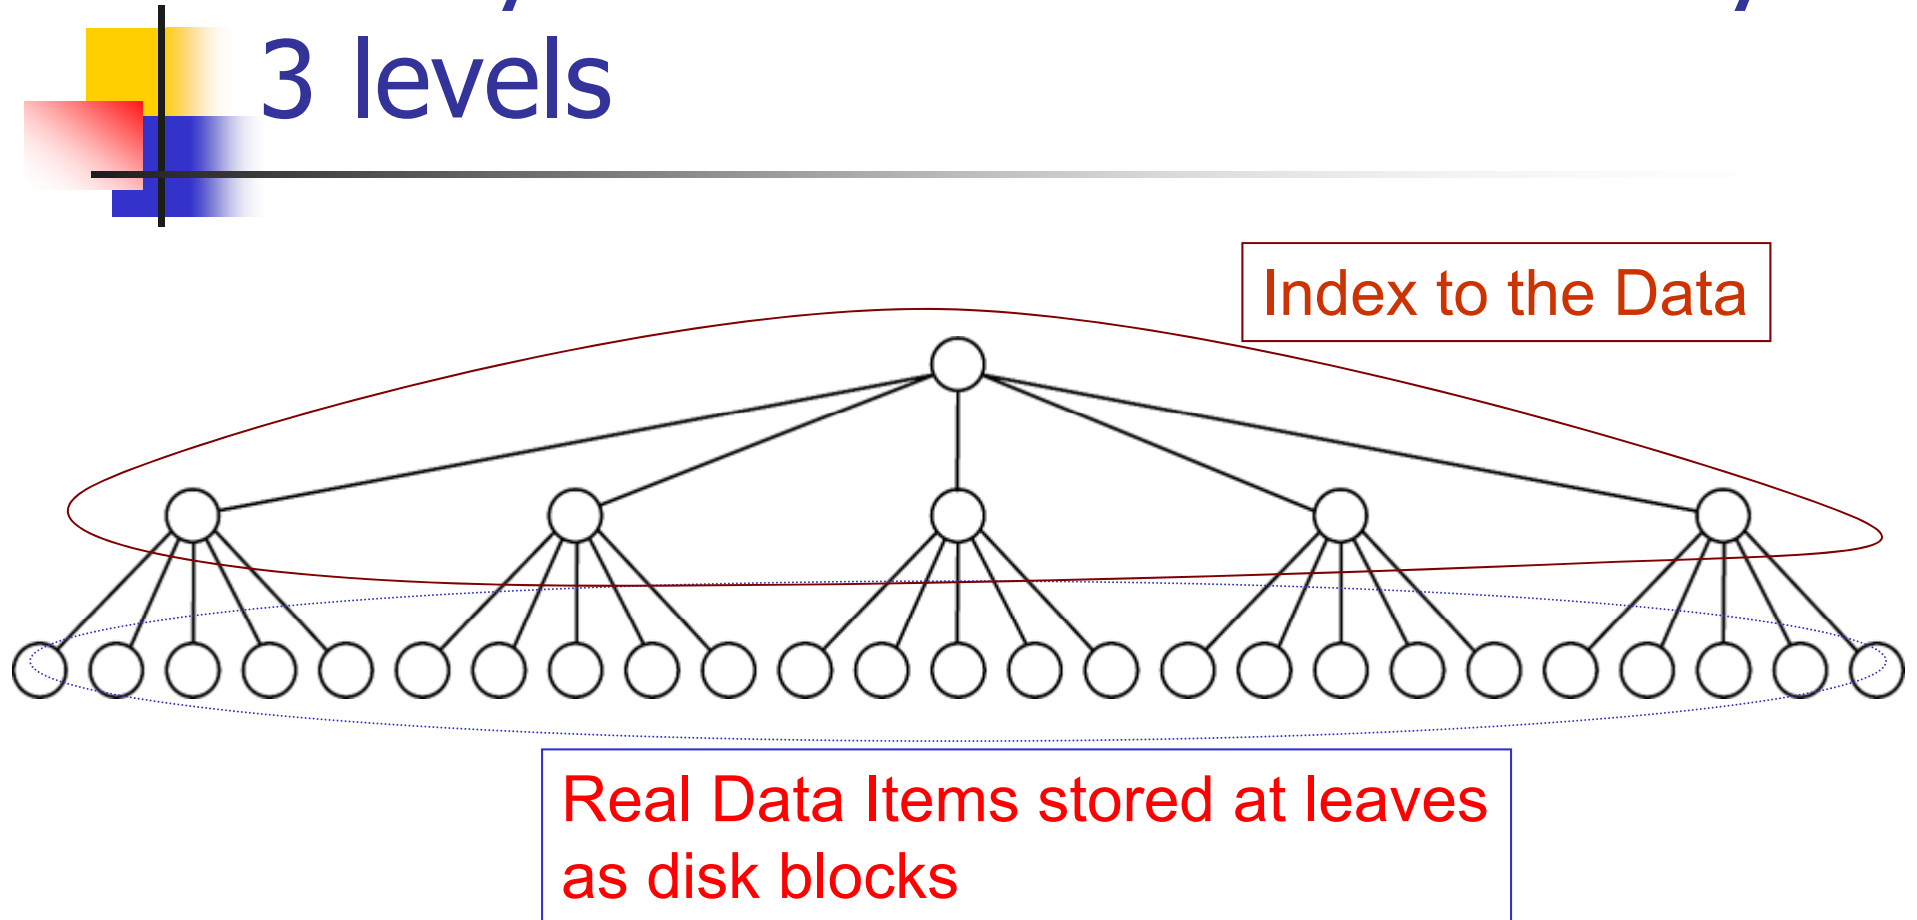 3 levels
Index to the Data
Real Data Items stored at leaves
as disk blocks